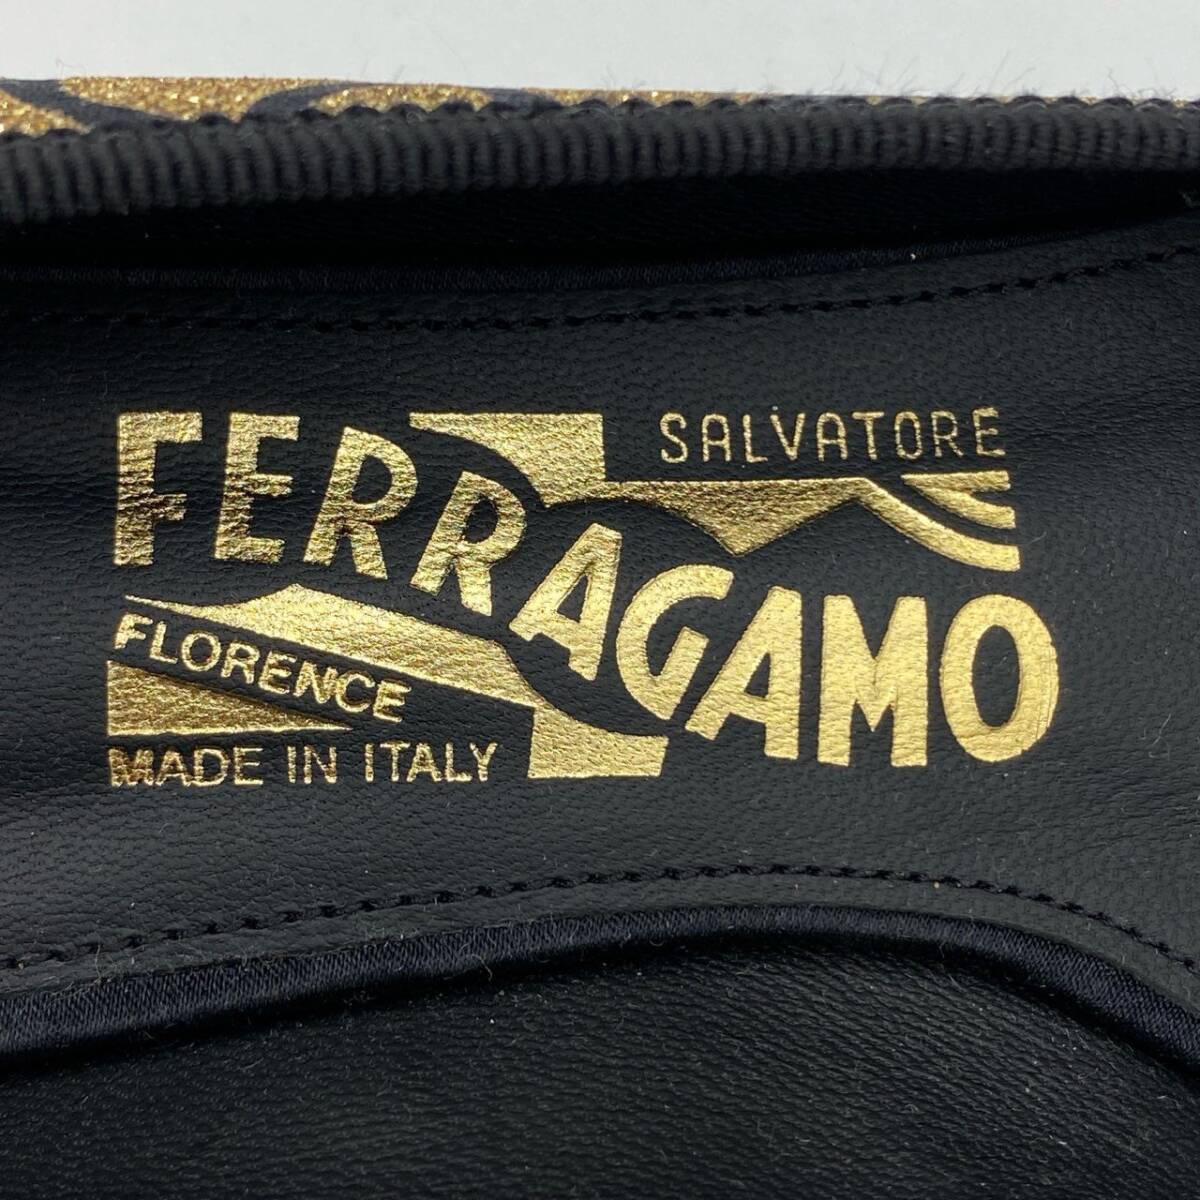 SALVATORE
FERRAGAMO
FLORENCE
MADE IN ITALY